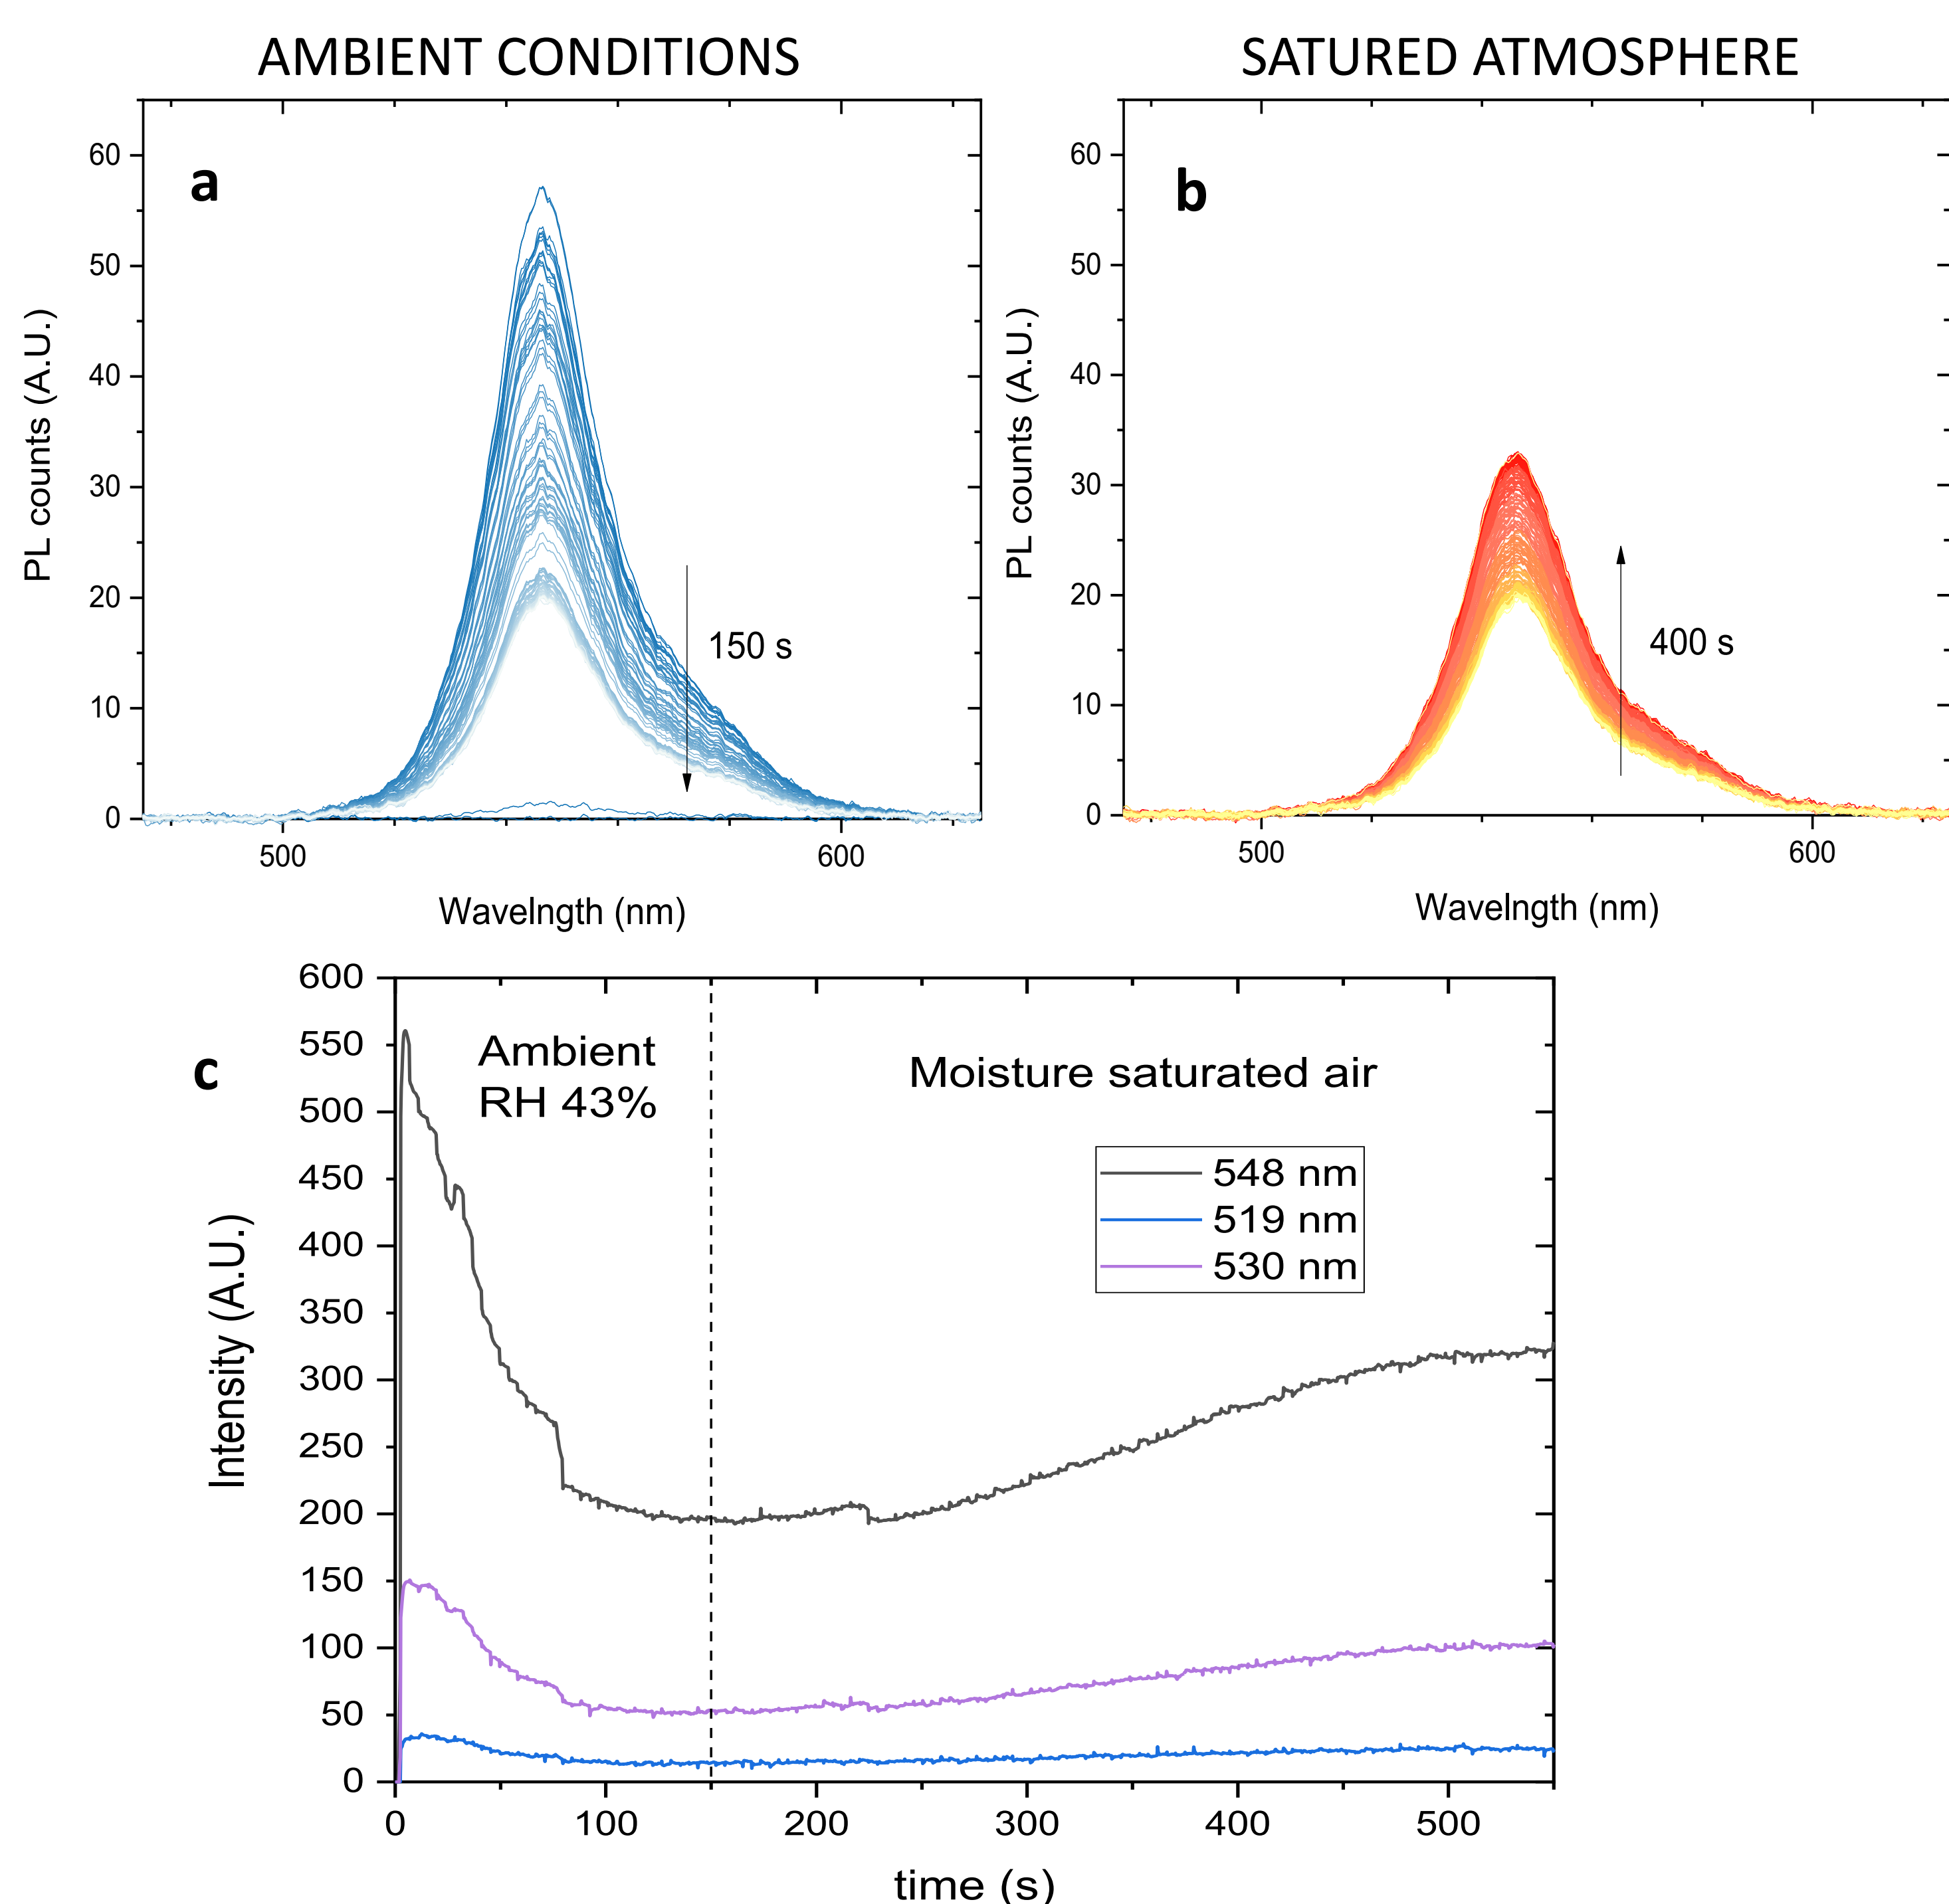 AMBIENT CONDITIONS
a
PL counts (A.U.)
60
50
40
30
20
10
0
150 s
500
600
Wavelngth (nm)
SATURED ATMOSPHERE
b
PL counts (A.U.)
60
50
40
30
20
10
0
400 s
500
600
Wavelngth (nm)
c
Intensity (A.U.)
600
550
500
450
400
350
300
250
200
150
100
50
0
Ambient
RH 43%
Moisture saturated air
548 nm
519 nm
530 nm
0
100
200
300
400
500
time (s)